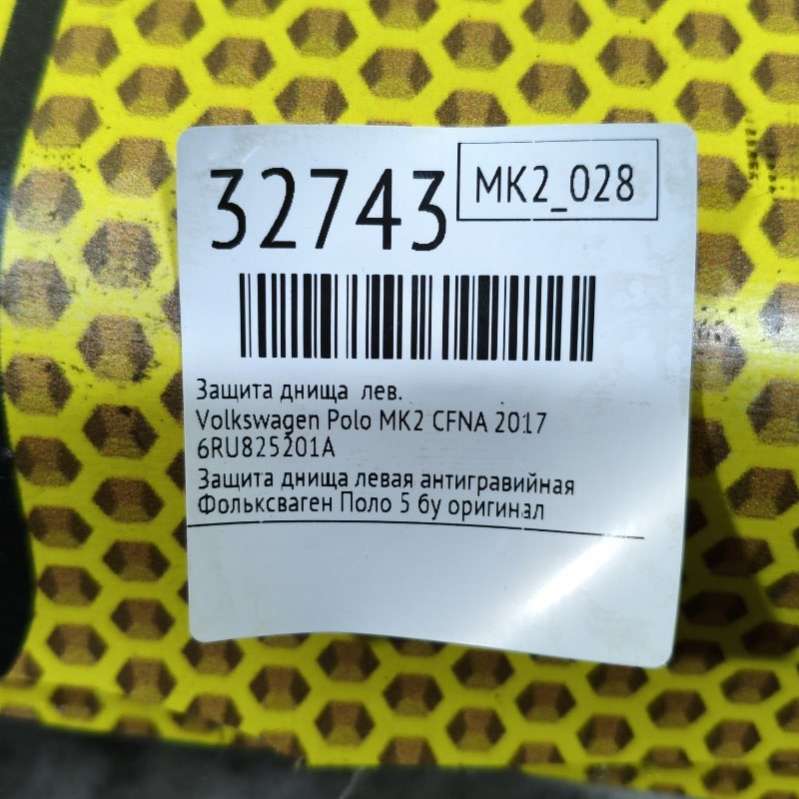 32743
MK2_028
Защита днища лев.
Volkswagen Polo MK2 CFNA 2017
6RU825201A
Защита днища левая антигравийная
Фольксваген Поло 5 бу оригинал